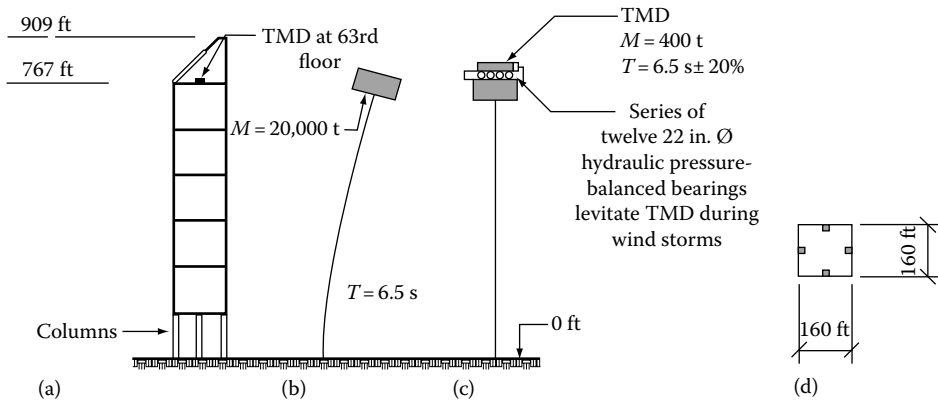 909 ft
767 ft
TMD at 63rd
floor
M = 20,000 t
T = 6.5 s
Columns
TMD
M = 400 t
T = 6.5 s± 20%
Series of
twelve 22 in. Ø
hydraulic pressure-
balanced bearings
levitate TMD during
wind storms
0 ft
160 ft
160 ft
(a)
(b)
(c)
(d)